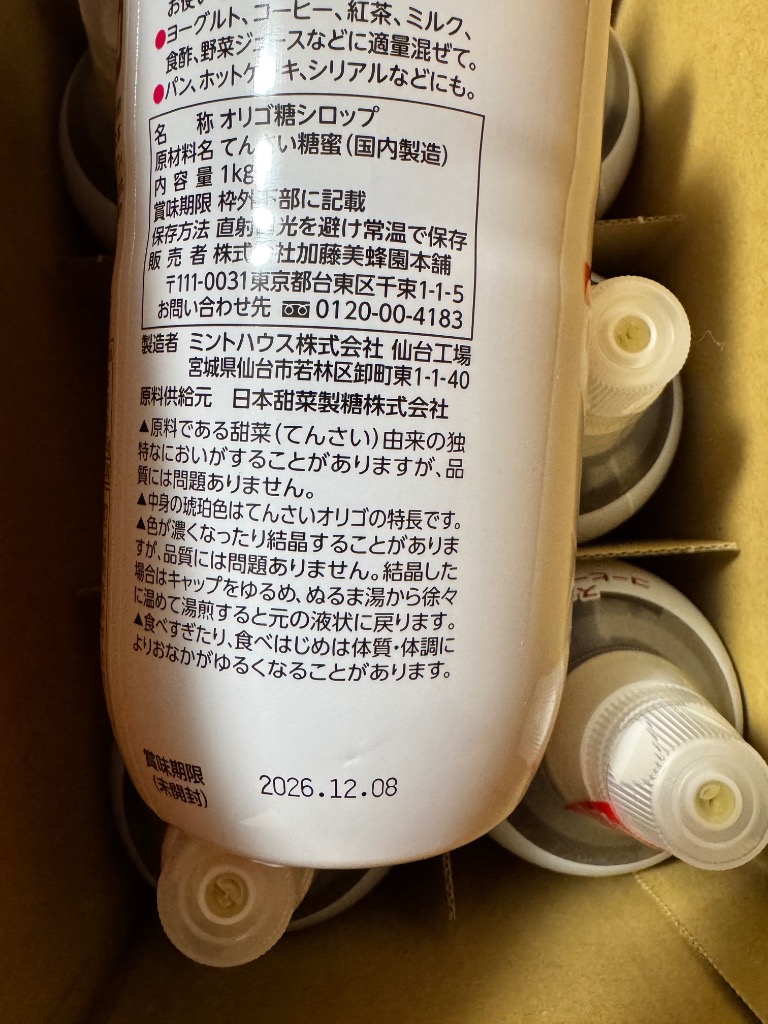 お使い
●ヨーグルト、コーヒー、紅茶、ミルク、
食酢、野菜ジュースなどに適量混ぜて。
●パン、ホットケーキ、シリアルなどにも。
名 称 オリゴ糖シロップ
原材料名 てんさい糖蜜(国内製造)
内容量 1kg
賞味期限 枠外下部に記載
保存方法 直射日光を避け常温で保存
販売者 株式会社加藤美蜂園本舗
〒111-0031東京都台東区千束1-1-5
お問い合わせ先 0120-00-4183
製造者 ミントハウス株式会社 仙台工場
宮城県仙台市若林区卸町東1-1-40
原料供給元 日本甜菜製糖株式会社
▲原料である甜菜(てんさい)由来の独
特なにおいがすることがありますが、品
質には問題ありません。
▲中身の琥珀色はてんさいオリゴの特長です。
▲色が濃くなったり結晶することがありま
すが、品質には問題ありません。結晶した
場合はキャップをゆるめ、ぬるま湯から徐々
に温めて湯煎すると元の液状に戻ります。
▲食べすぎたり、食べはじめは体質・体調に
よりおなかがゆるくなることがあります。
賞味期限
(未開封)
2026.12.08
コーヒー